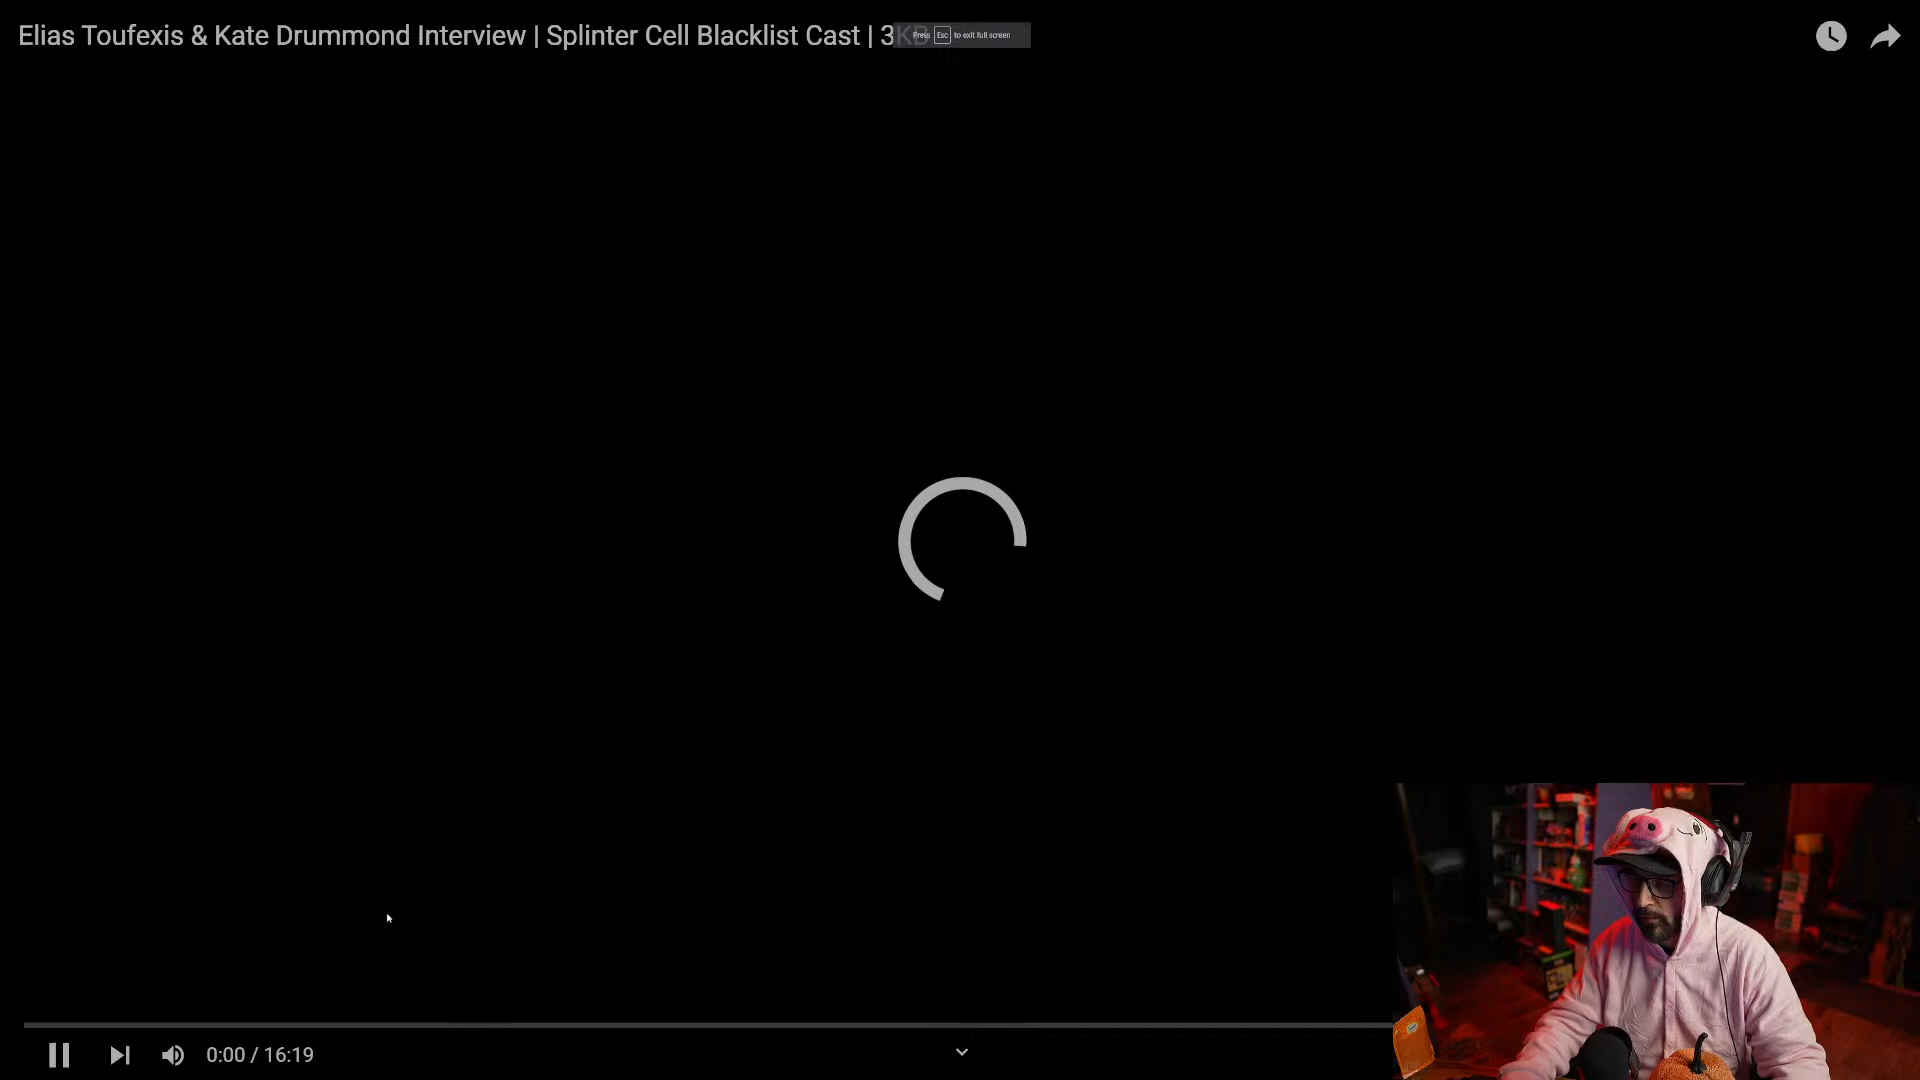 Elias Toufexis & Kate Drummond Interview | Splinter Cell Blacklist Cast | 3KB
Press Esc to exit full screen
0:00 / 16:19